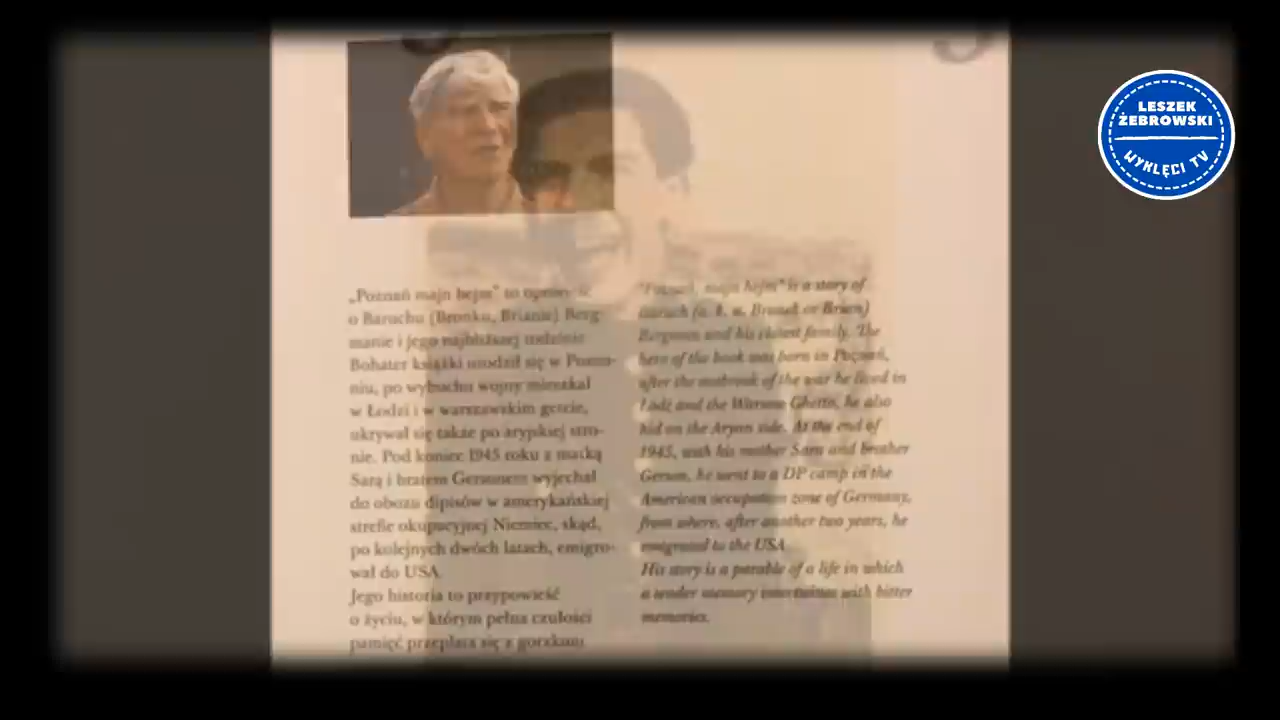 LESZEK
ŻEBROWSKI
WYKLĘCI TV
„Poznań majn hejm" to opowieść
o Baruchu (Bronku, Brianie) Berg-
manie i jego najbliższej rodzinie.
Bohater książki urodził się w Pozna-
niu, po wybuchu wojny mieszkał
w Łodzi i w warszawskim getcie,
ukrywał się także po aryjskiej stro-
nie. Pod koniec 1945 roku z matką
Sarą i bratem Gersonem wyjechał
do obozu dipisów w amerykańskiej
strefie okupacyjnej Niemiec, skąd,
po kolejnych dwóch latach, emigro-
wał do USA.
Jego historia to przypowieść
o życiu, w którym pełna czułości
pamięć przeplata się z gorzkimi
"Poznań, majn hejm" is a story of
Baruch (a. k. a. Bronek or Brian)
Bergman and his closest family. The
hero of the book was born in Poznań,
after the outbreak of the war he lived in
Łódź and the Warsaw Ghetto, he also
hid on the Aryan side. At the end of
1945, with his mother Sara and brother
Gerson, he went to a DP camp in the
American occupation zone of Germany,
from where, after another two years, he
emigrated to the USA.
His story is a parable of a life in which
a tender memory intertwines with bitter
memories.